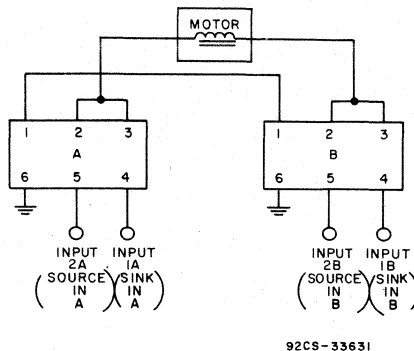 MOTOR
1 2 3
A
6 5 4
1 2 3
B
6 5 4
INPUT 2A (SOURCE IN A)
INPUT 1A (SINK IN A)
INPUT 2B (SOURCE IN B)
INPUT 1B (SINK IN B)
92CS-33631